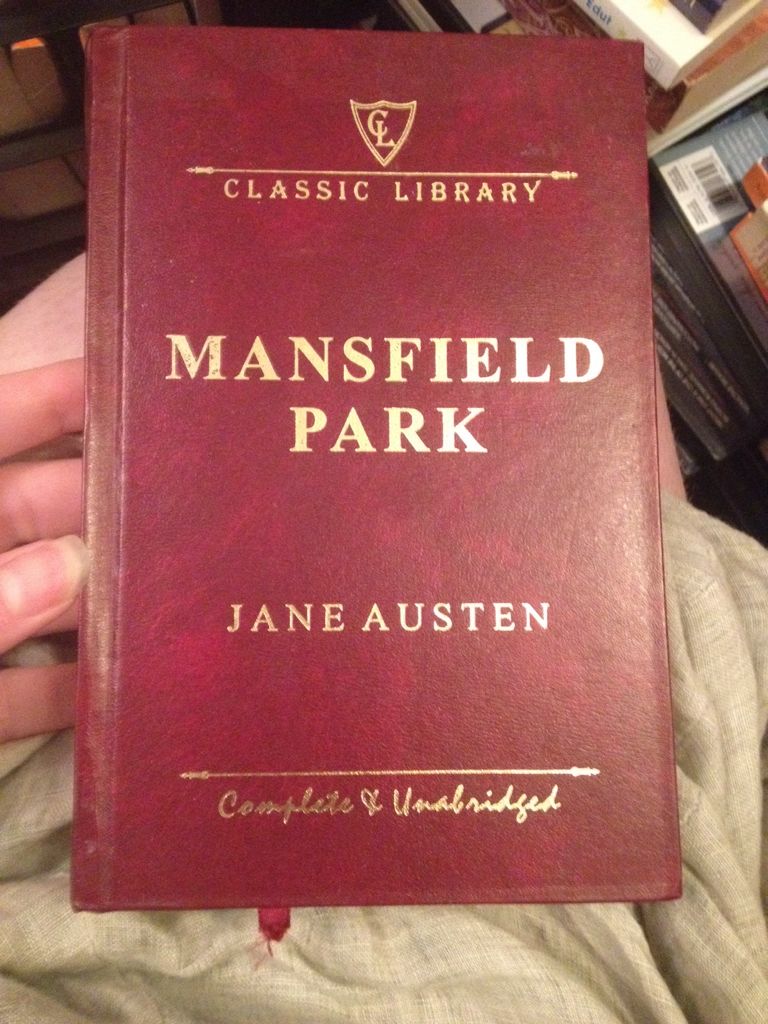 CL
CLASSIC LIBRARY
MANSFIELD
PARK
JANE AUSTEN
Complete & Unabridged